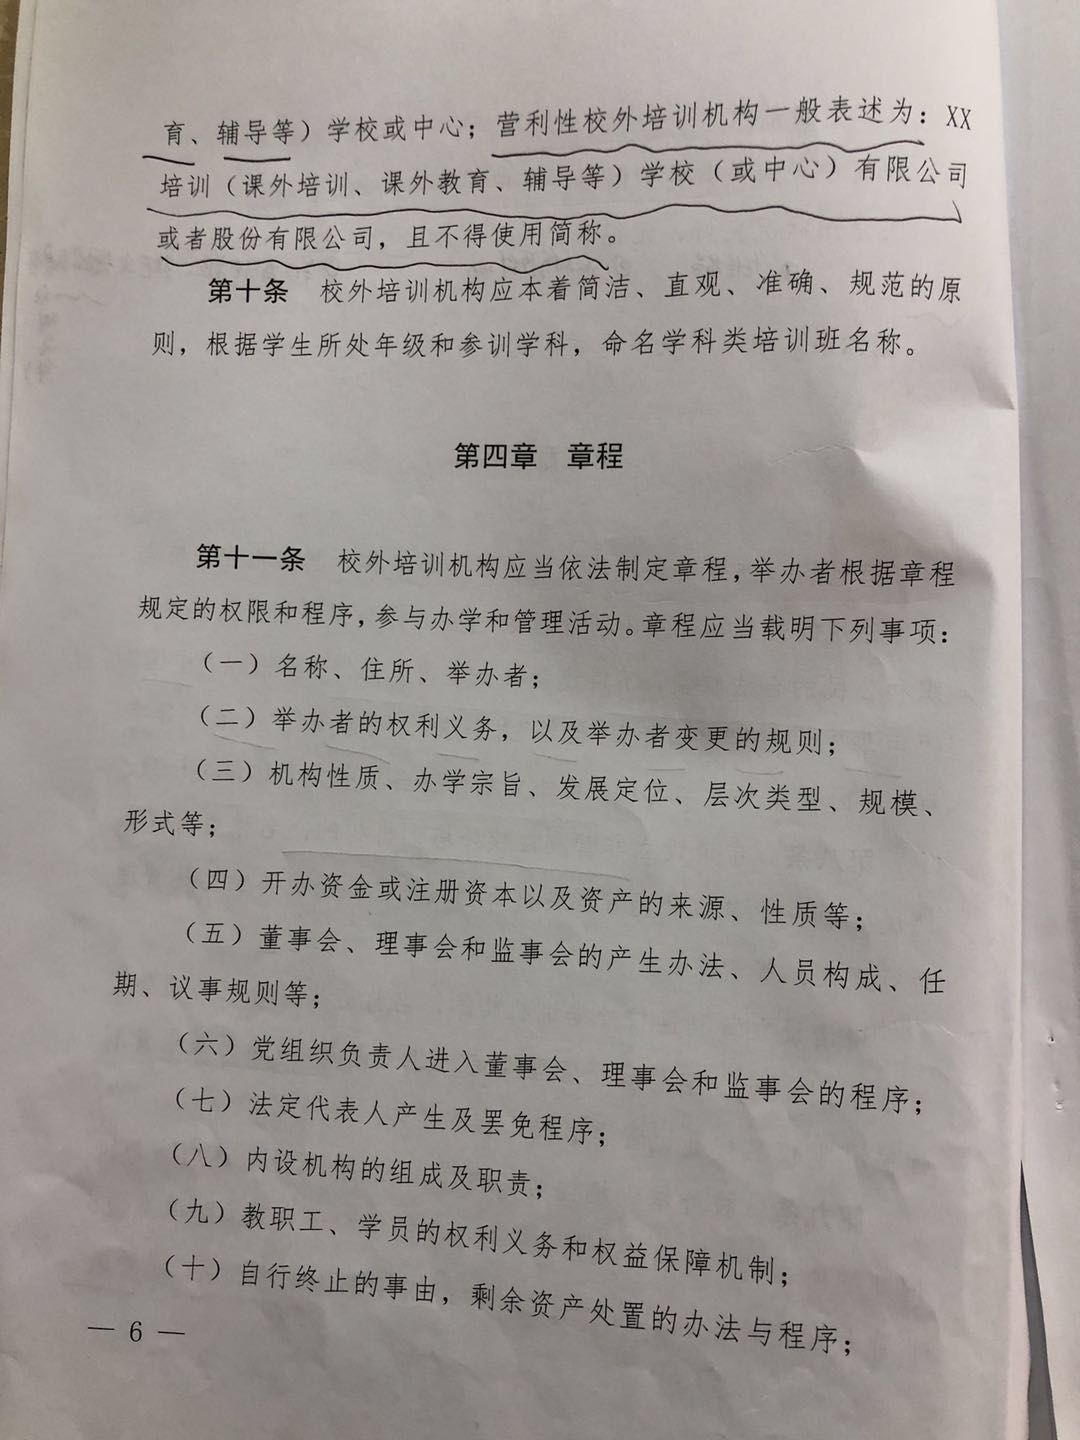 育、辅导等）学校或中心；营利性校外培训机构一般表述为：XX
培训（课外培训、课外教育、辅导等）学校（或中心）有限公司
或者股份有限公司，且不得使用简称。
第十条 校外培训机构应本着简洁、直观、准确、规范的原
则，根据学生所处年级和参训学科，命名学科类培训班名称。
第四章 章程
第十一条 校外培训机构应当依法制定章程，举办者根据章程
规定的权限和程序，参与办学和管理活动。章程应当载明下列事项：
（一）名称、住所、举办者；
（二）举办者的权利义务，以及举办者变更的规则；
（三）机构性质、办学宗旨、发展定位、层次类型、规模、
形式等；
（四）开办资金或注册资本以及资产的来源、性质等；
（五）董事会、理事会和监事会的产生办法、人员构成、任
期、议事规则等；
（六）党组织负责人进入董事会、理事会和监事会的程序；
（七）法定代表人产生及罢免程序；
（八）内设机构的组成及职责；
（九）教职工、学员的权利义务和权益保障机制；
（十）自行终止的事由，剩余资产处置的办法与程序；
— 6 —